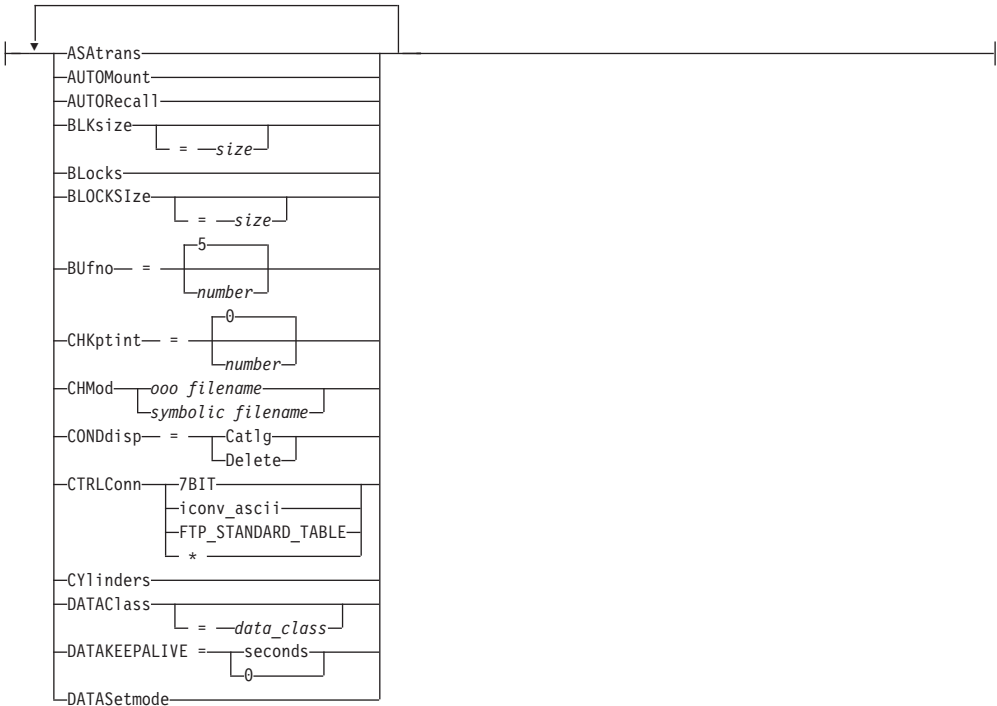 ASAtrans
AUTOMount
AUTORecall
BLKsize
= size
BLocks
BLOCKSIze
= size
5
BUfno = 
number
0
CHKptint = 
number
CHMod ooo filename
symbolic filename
CONDdisp = Catlg
Delete
CTRLConn 7BIT
iconv_ascii
FTP_STANDARD_TABLE
*
CYlinders
DATAClass
= data_class
DATAKEEPALIVE = seconds
0
DATASetmode